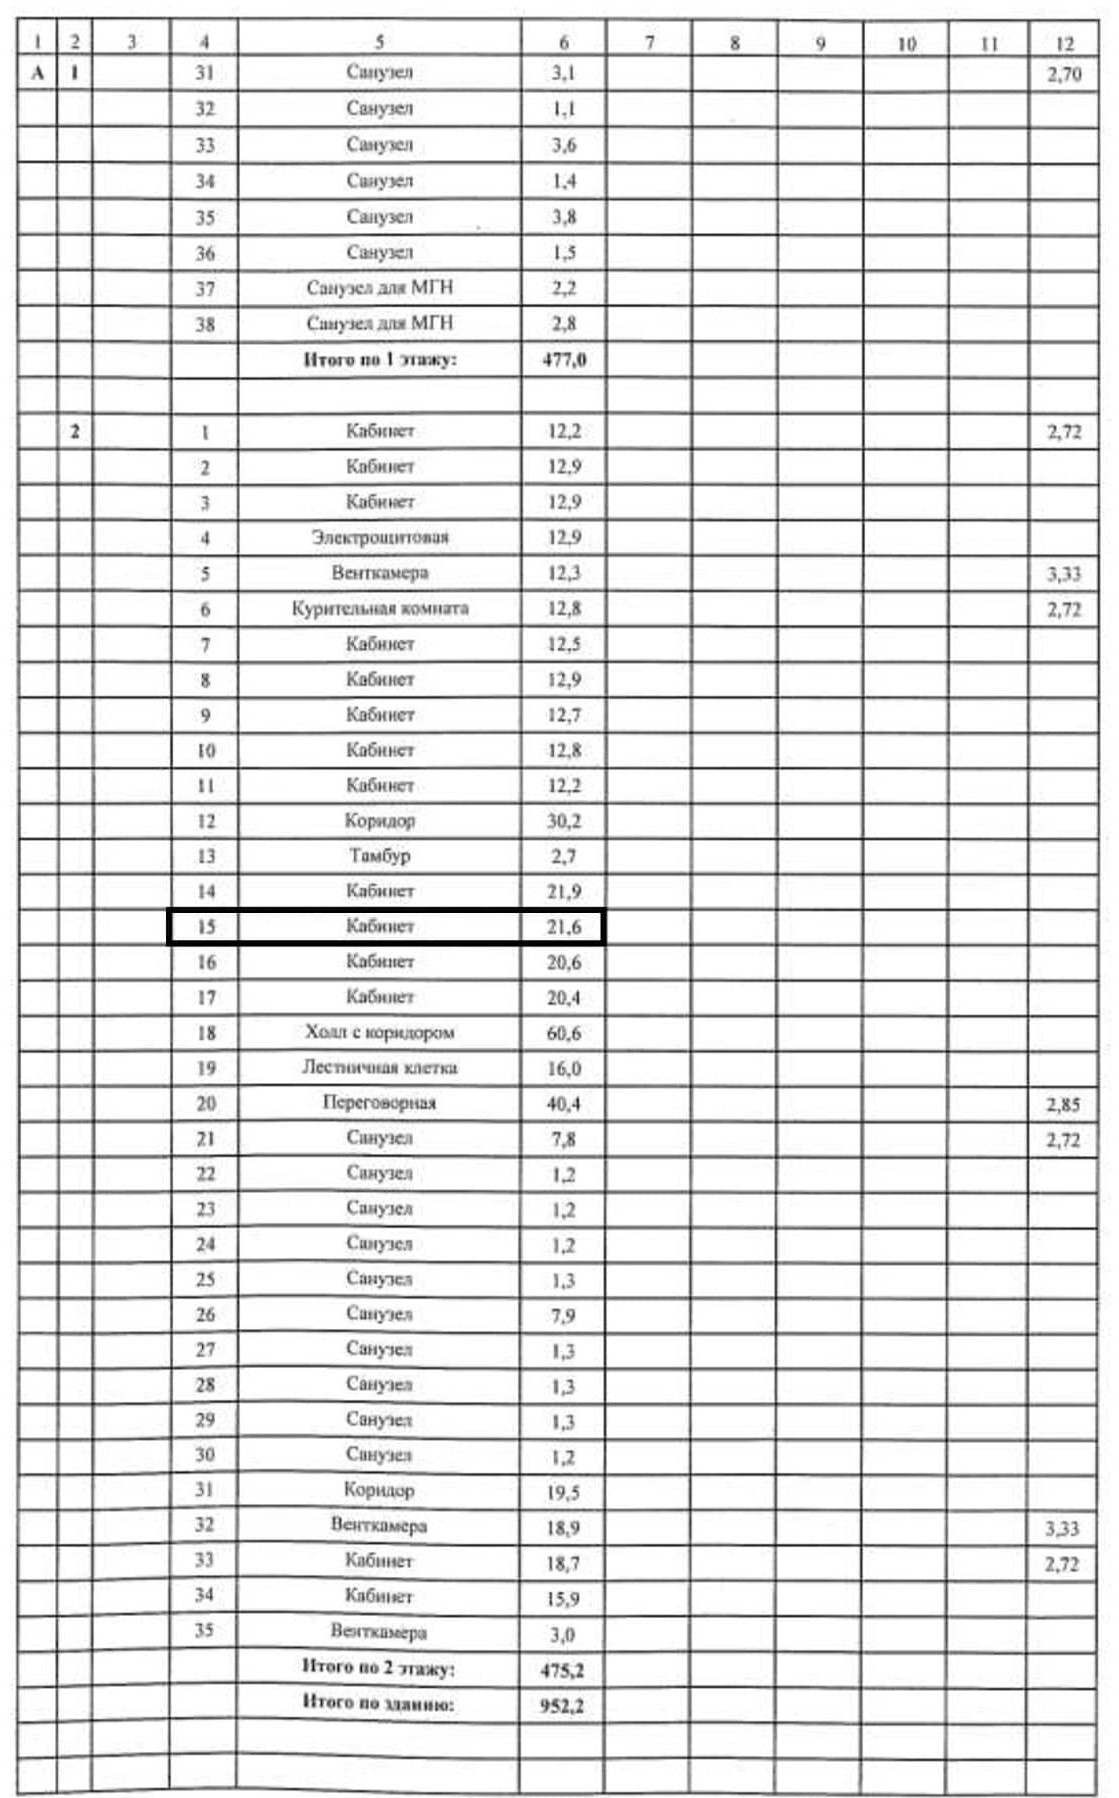 1 2 3 4 5 6 7 8 9 10 11 12
А 1 31 Санузел 3,1 2,70
32 Санузел 1,1
33 Санузел 3,6
34 Санузел 1,4
35 Санузел 3,8
36 Санузел 1,5
37 Санузел для МГН 2,2
38 Санузел для МГН 2,8
Итого по 1 этажу: 477,0
2 1 Кабинет 12,2 2,72
2 Кабинет 12,9
3 Кабинет 12,9
4 Электрощитовая 12,9
5 Венткамера 12,3 3,33
6 Курительная комната 12,8 2,72
7 Кабинет 12,5
8 Кабинет 12,9
9 Кабинет 12,7
10 Кабинет 12,8
11 Кабинет 12,2
12 Коридор 30,2
13 Тамбур 2,7
14 Кабинет 21,9
15 Кабинет 21,6
16 Кабинет 20,6
17 Кабинет 20,4
18 Холл с коридором 60,6
19 Лестничная клетка 16,0
20 Переговорная 40,4 2,85
21 Санузел 7,8 2,72
22 Санузел 1,2
23 Санузел 1,2
24 Санузел 1,2
25 Санузел 1,3
26 Санузел 7,9
27 Санузел 1,3
28 Санузел 1,3
29 Санузел 1,3
30 Санузел 1,2
31 Коридор 19,5
32 Венткамера 18,9 3,33
33 Кабинет 18,7 2,72
34 Кабинет 15,9
35 Венткамера 3,0
Итого по 2 этажу: 475,2
Итого по зданию: 952,2